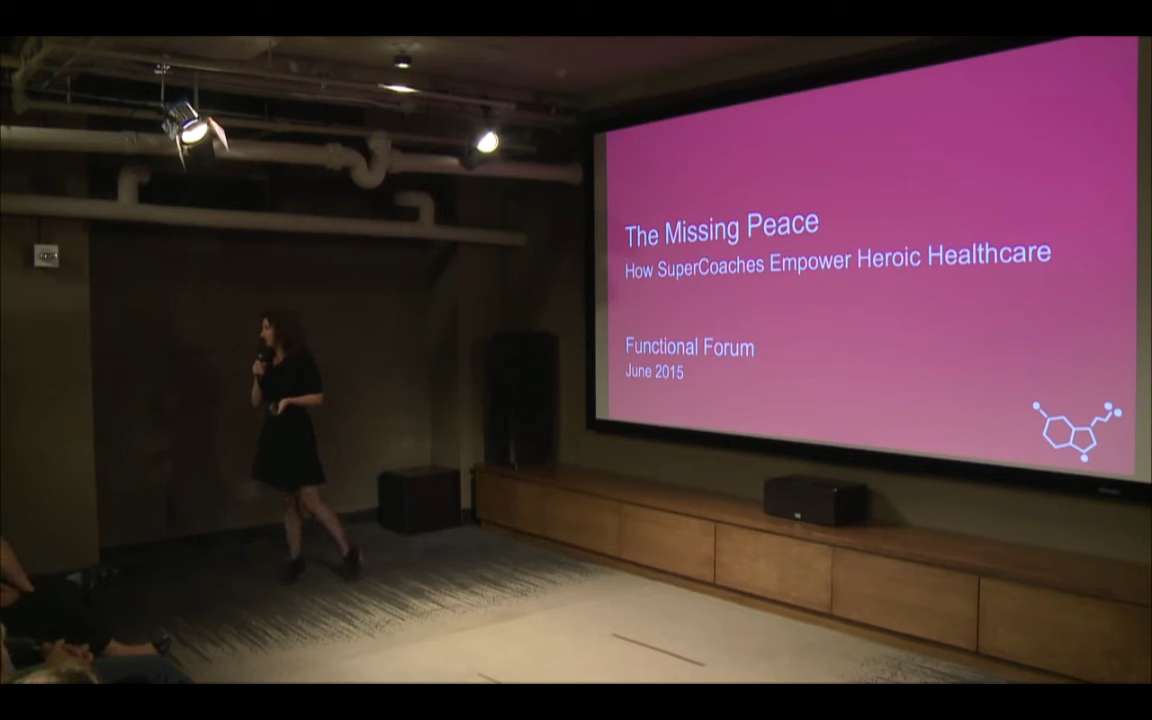 The Missing Peace
How SuperCoaches Empower Heroic Healthcare
Functional Forum
June 2015